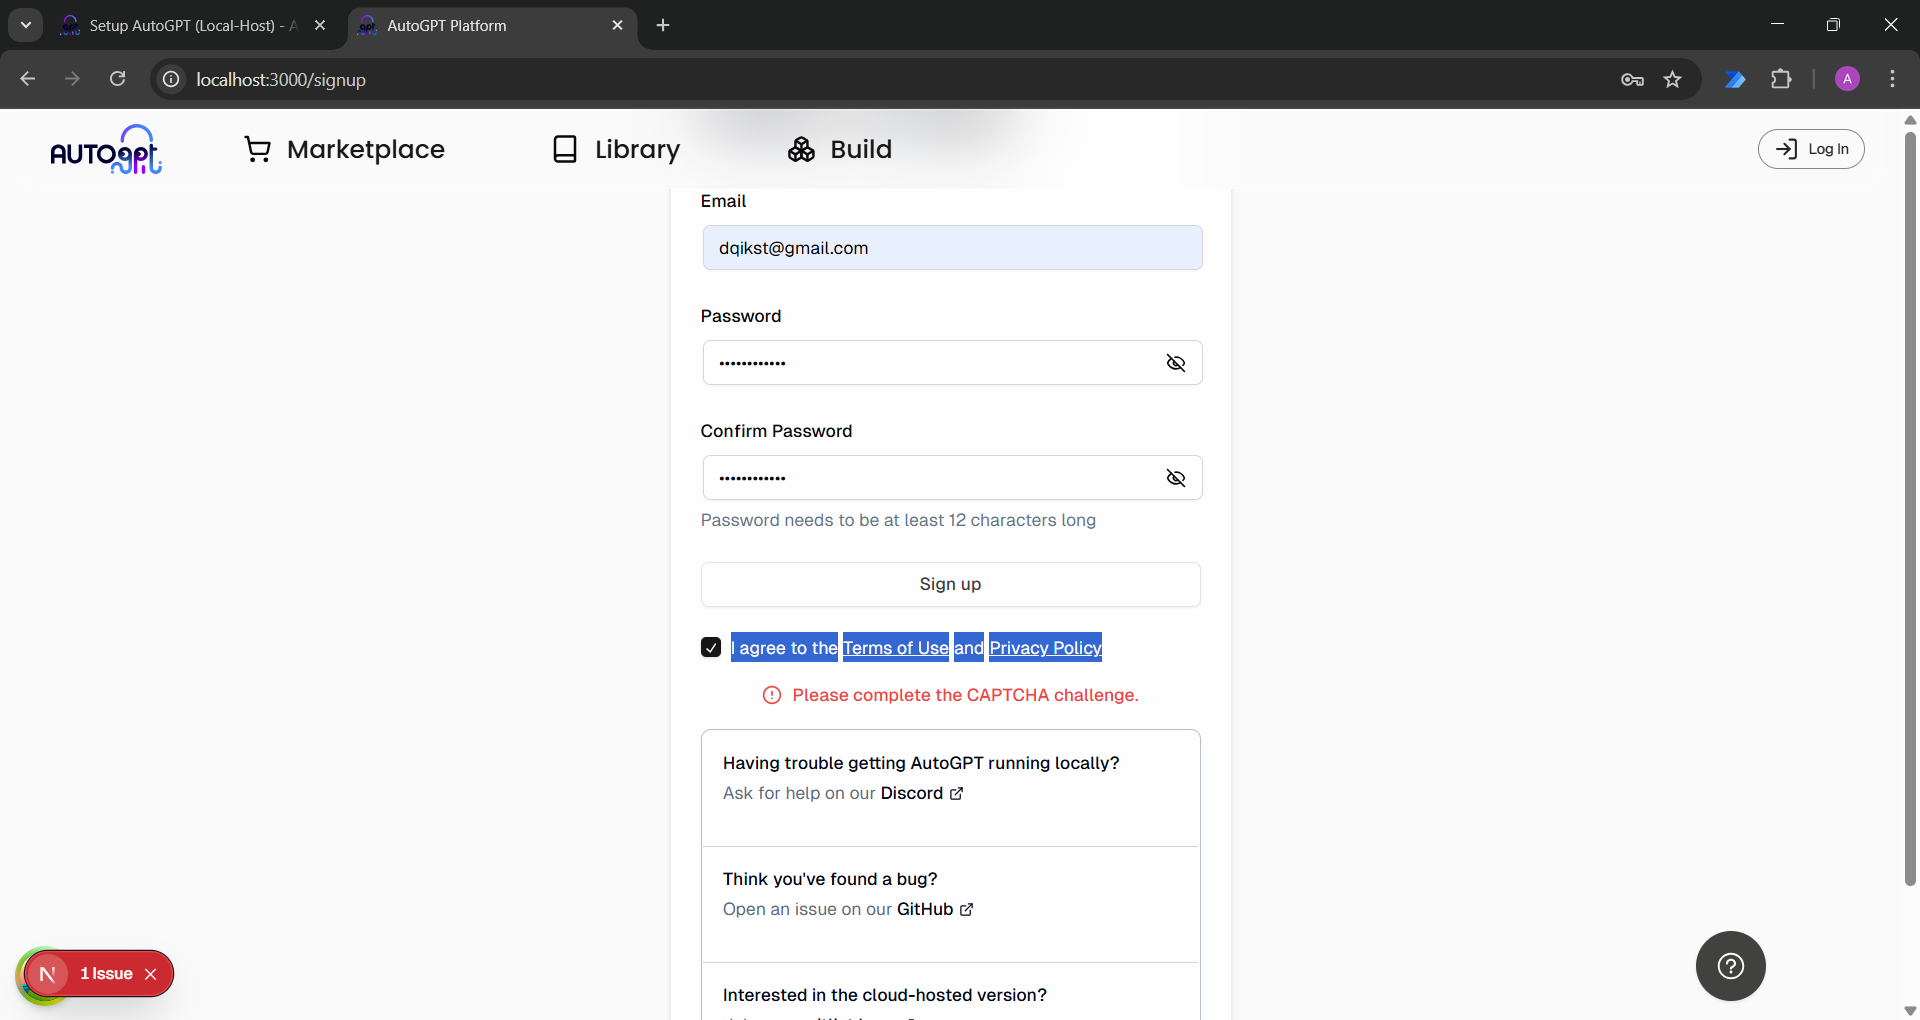 Setup AutoGPT (Local-Host) - A
AutoGPT Platform
localhost:3000/signup
A
AUTOgpt
Marketplace
Library
Build
Log In
Email
dqikst@gmail.com
Password
••••••••••••
Confirm Password
••••••••••••
Password needs to be at least 12 characters long
Sign up
I agree to the Terms of Use and Privacy Policy
Please complete the CAPTCHA challenge.
Having trouble getting AutoGPT running locally?
Ask for help on our Discord
Think you've found a bug?
Open an issue on our GitHub
Interested in the cloud-hosted version?
N 1 Issue